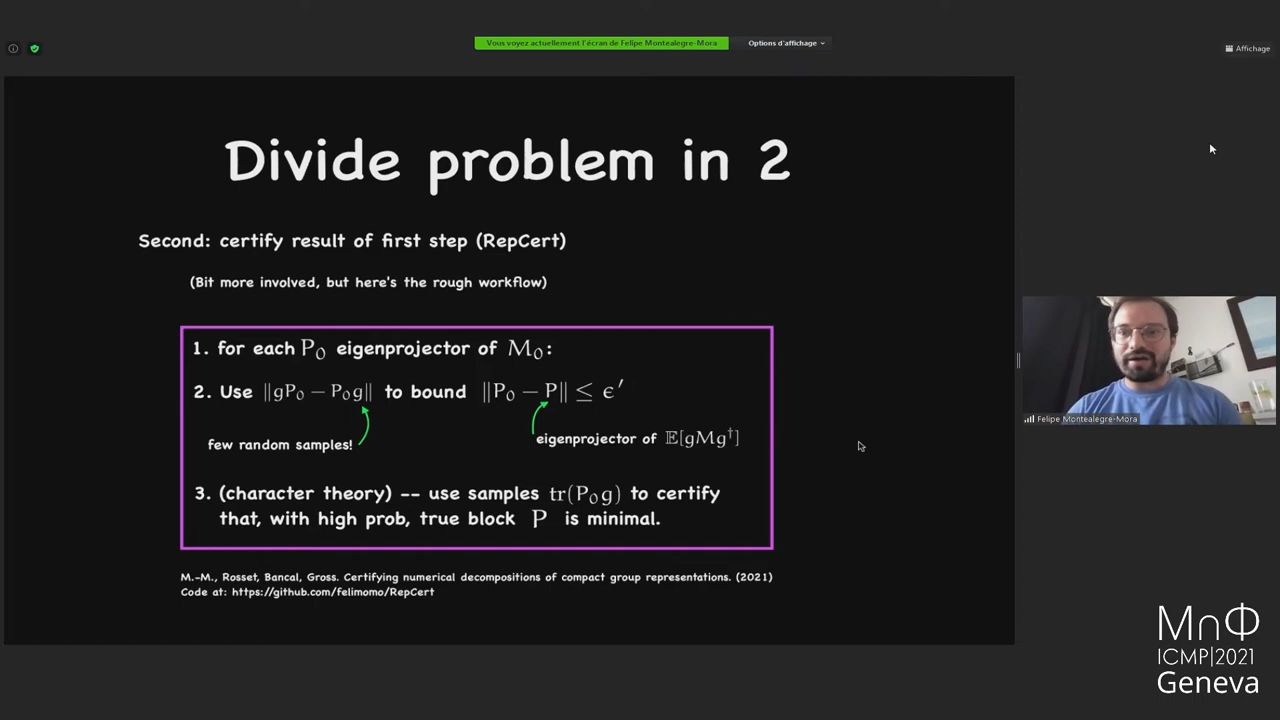 Vous voyez actuellement l'écran de Felipe Montealegre-Mora
Options d'affichage
Affichage
Divide problem in 2
Second: certify result of first step (RepCert)
(Bit more involved, but here's the rough workflow)
1. for each P₀ eigenprojector of M₀:
2. Use ‖gP₀ − P₀g‖ to bound ‖P₀ − P‖ ≤ ϵ′
few random samples!
eigenprojector of 𝔼[gMg†]
3. (character theory) -- use samples tr(P₀g) to certify
that, with high prob, true block P is minimal.
M.-M., Rosset, Bancal, Gross. Certifying numerical decompositions of compact group representations. (2021)
Code at: https://github.com/felimomo/RepCert
Felipe Montealegre-Mora
M∩Φ
ICMP|2021
Geneva